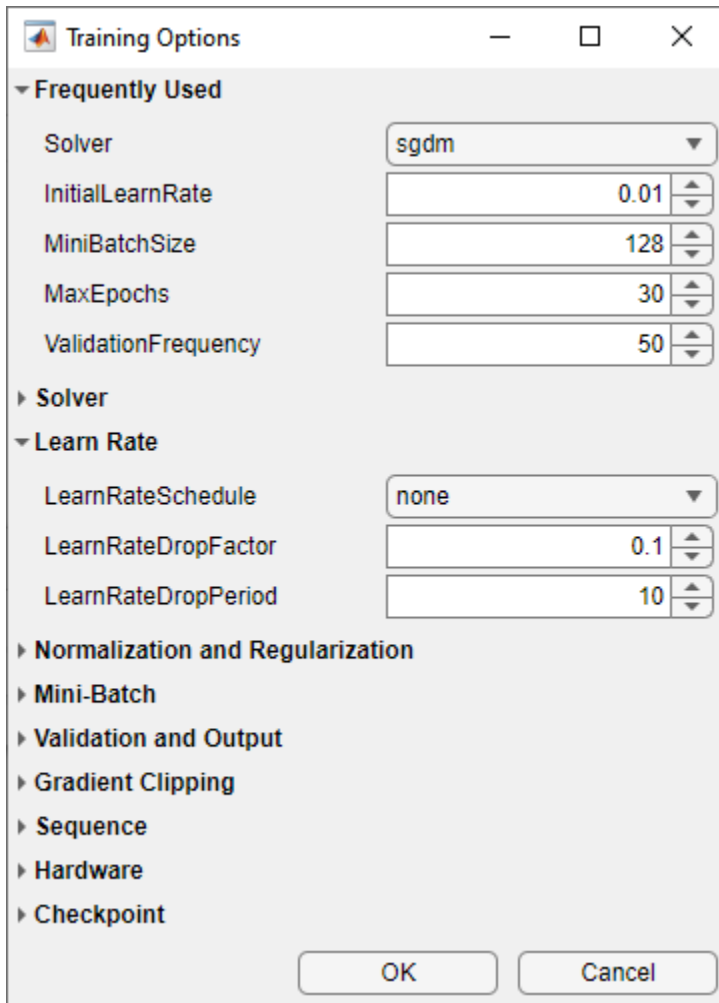 Training Options
Frequently Used
Solver sgdm
InitialLearnRate 0.01
MiniBatchSize 128
MaxEpochs 30
ValidationFrequency 50
Solver
Learn Rate
LearnRateSchedule none
LearnRateDropFactor 0.1
LearnRateDropPeriod 10
Normalization and Regularization
Mini-Batch
Validation and Output
Gradient Clipping
Sequence
Hardware
Checkpoint
OK Cancel